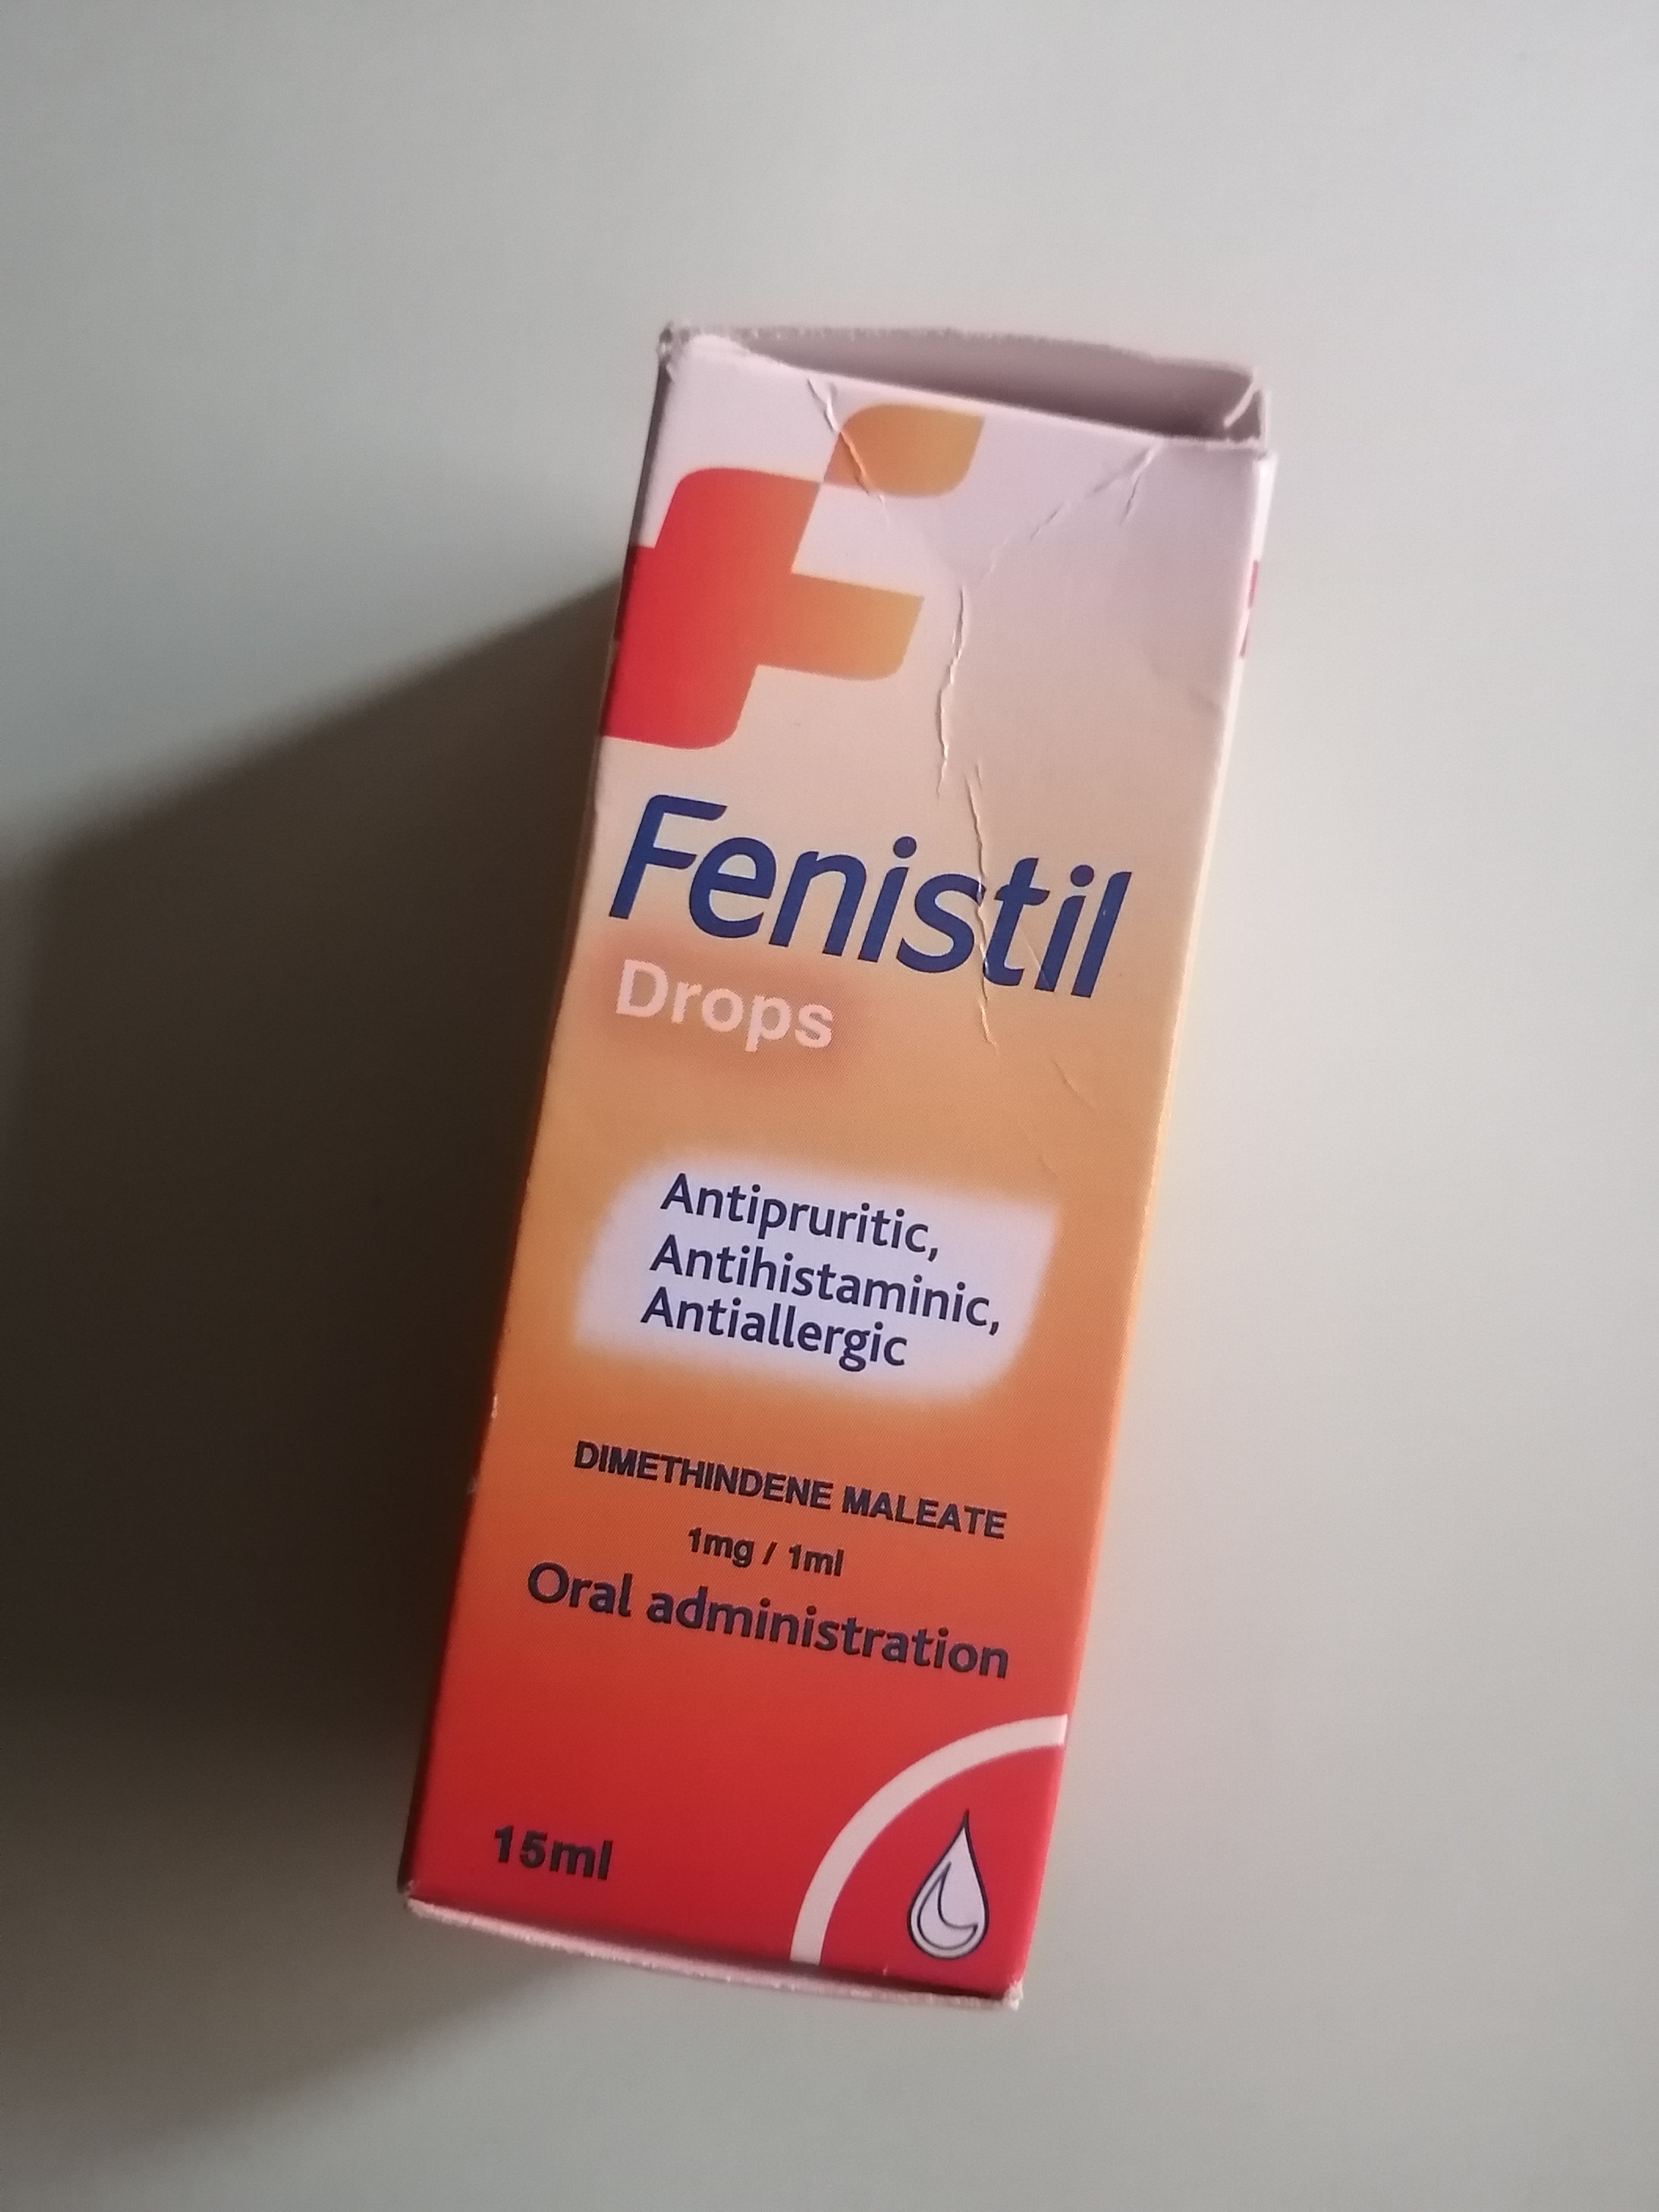 Fenistil
Drops
Antipruritic,
Antihistaminic,
Antiallergic
DIMETHINDENE MALEATE
1mg / 1ml
Oral administration
15ml